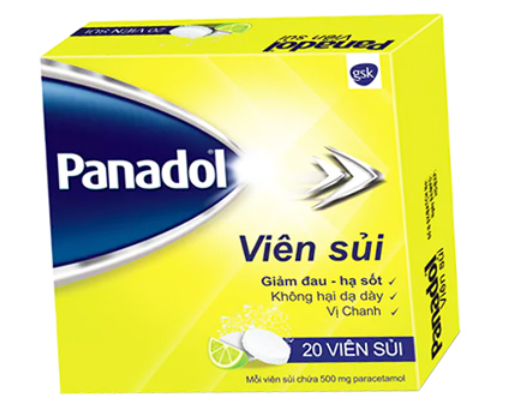 20 VIÊN SỦI
Panadol
gsk
Panadol
Viên sủi
Giảm đau - hạ sốt ✓
Không hại dạ dày ✓
Vị Chanh ✓
20 VIÊN SỦI
Mỗi viên sủi chứa 500 mg paracetamol
Panadol
Viên sủi